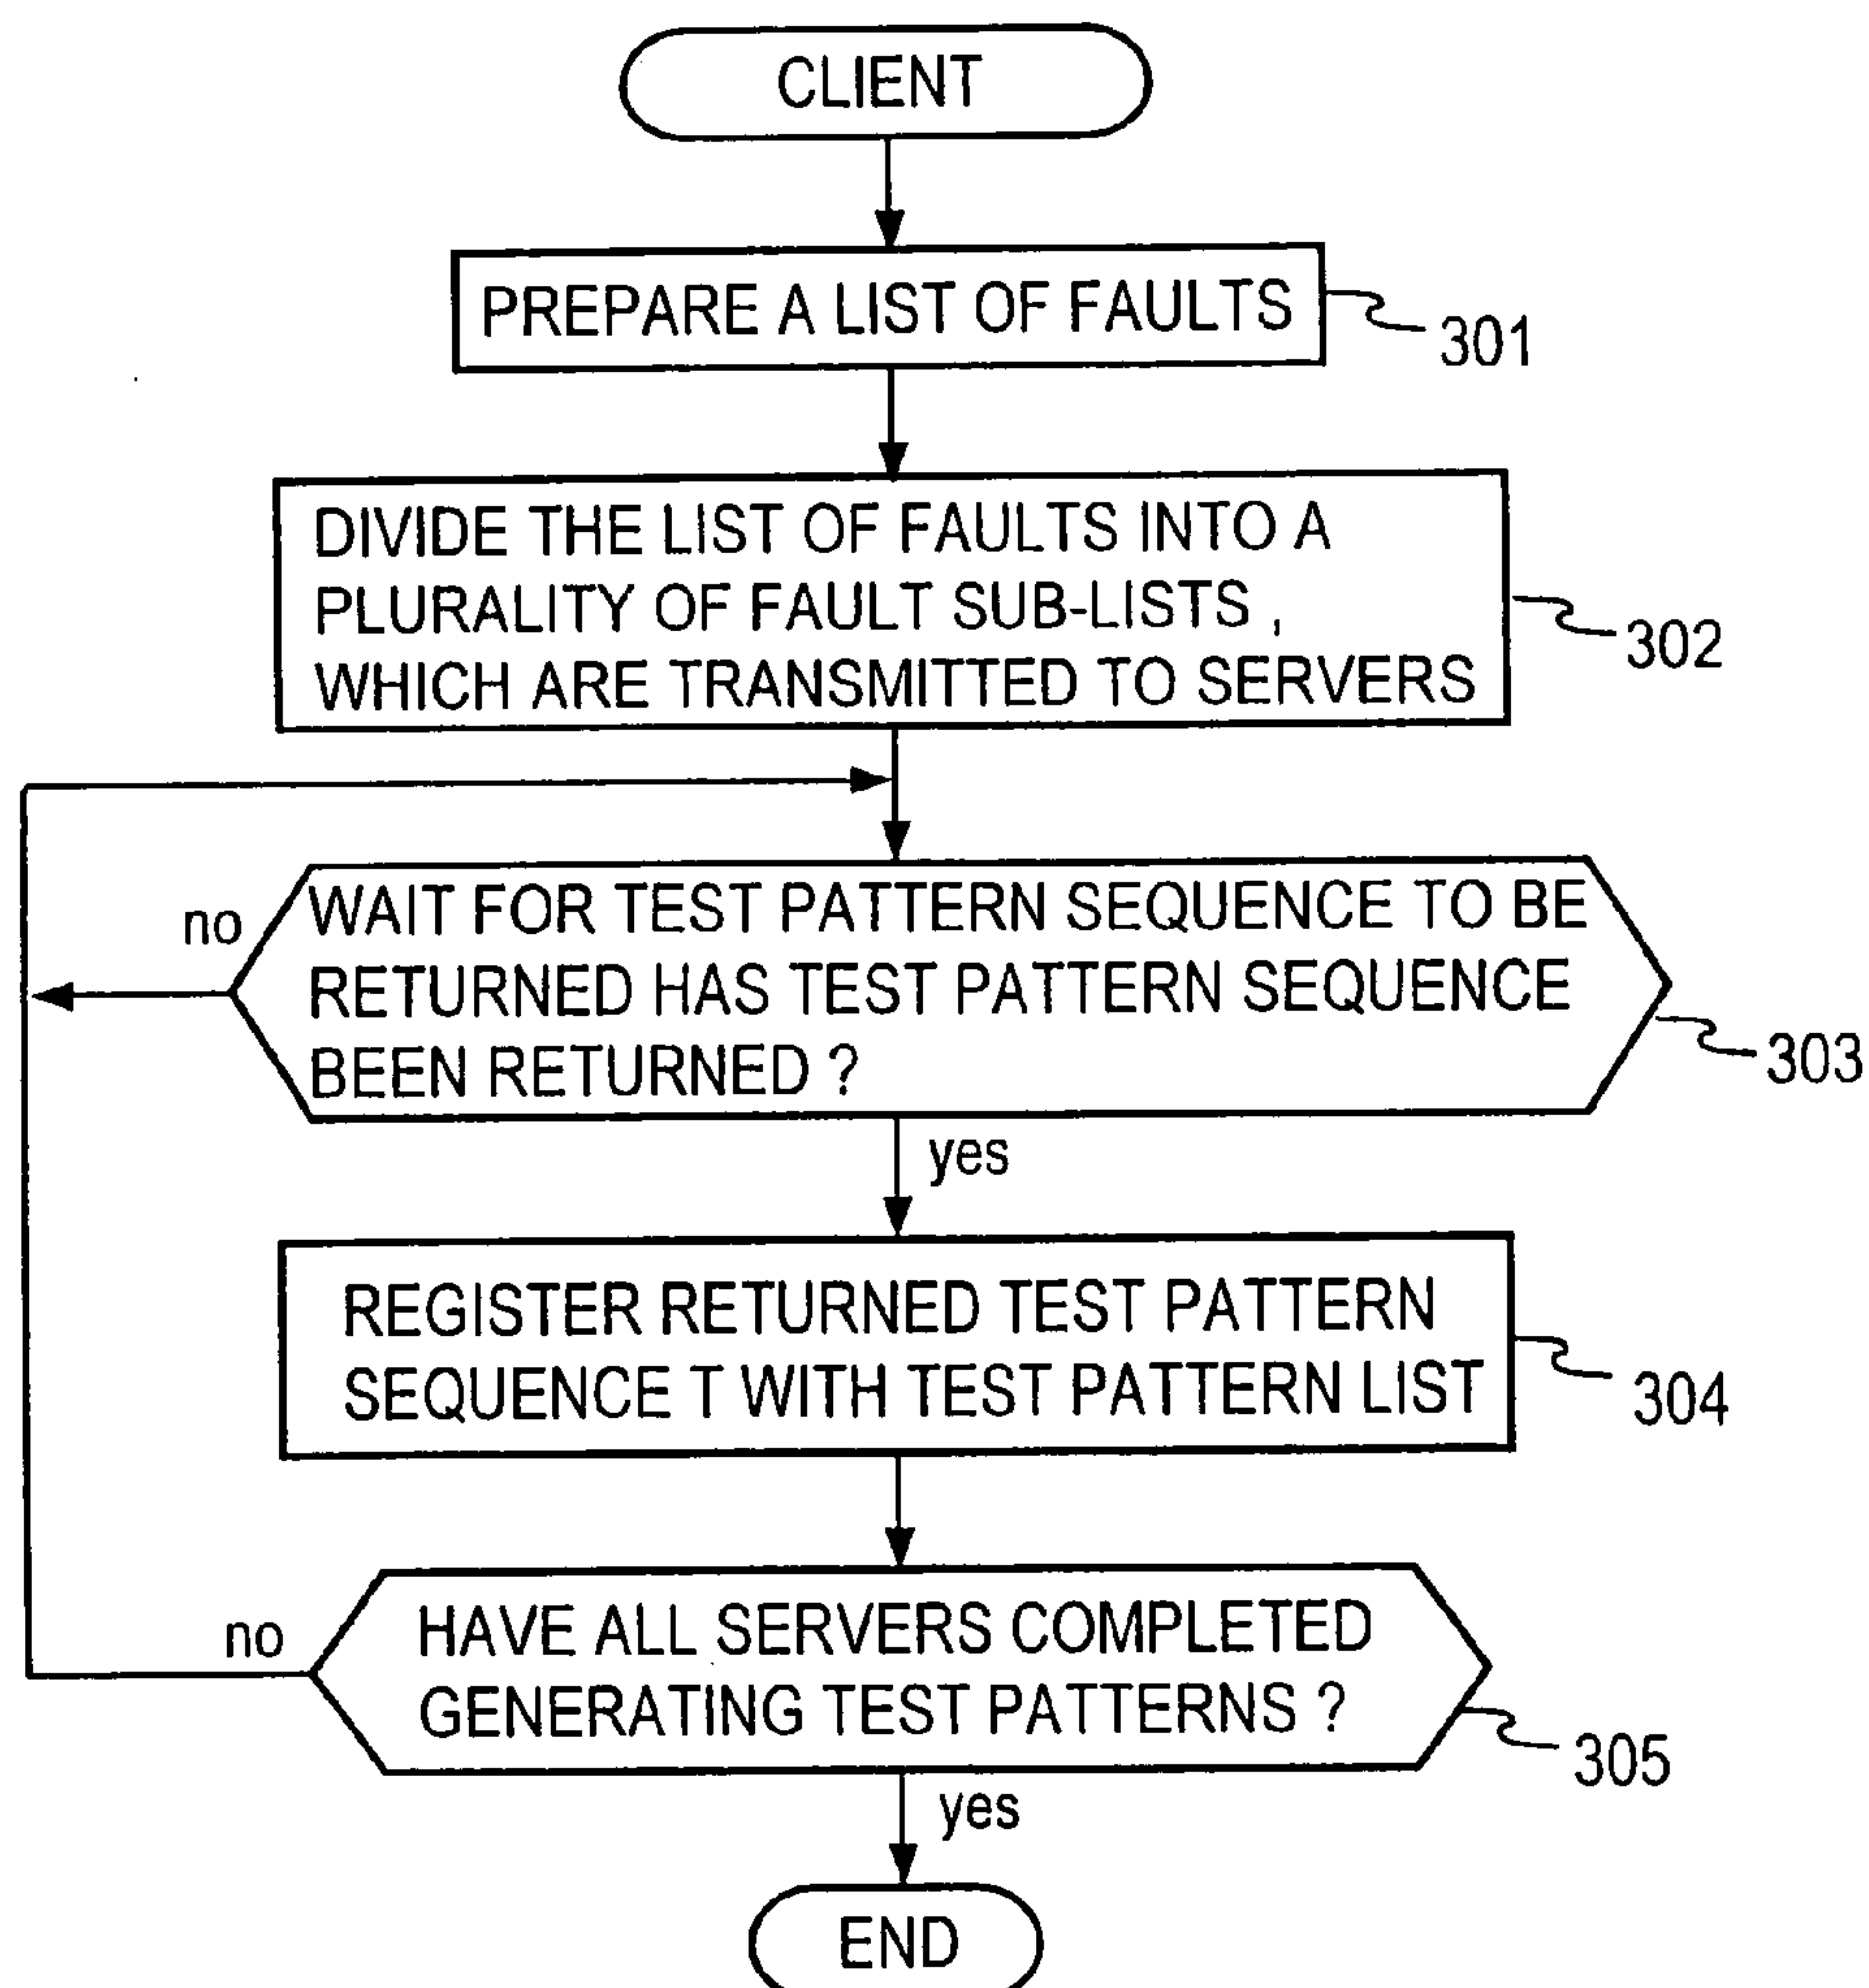 CLIENT
PREPARE A LIST OF FAULTS
301
DIVIDE THE LIST OF FAULTS INTO A
PLURALITY OF FAULT SUB-LISTS ,
WHICH ARE TRANSMITTED TO SERVERS
302
no
WAIT FOR TEST PATTERN SEQUENCE TO BE
RETURNED HAS TEST PATTERN SEQUENCE
BEEN RETURNED ?
303
yes
REGISTER RETURNED TEST PATTERN
SEQUENCE T WITH TEST PATTERN LIST
304
no
HAVE ALL SERVERS COMPLETED
GENERATING TEST PATTERNS ?
305
yes
END